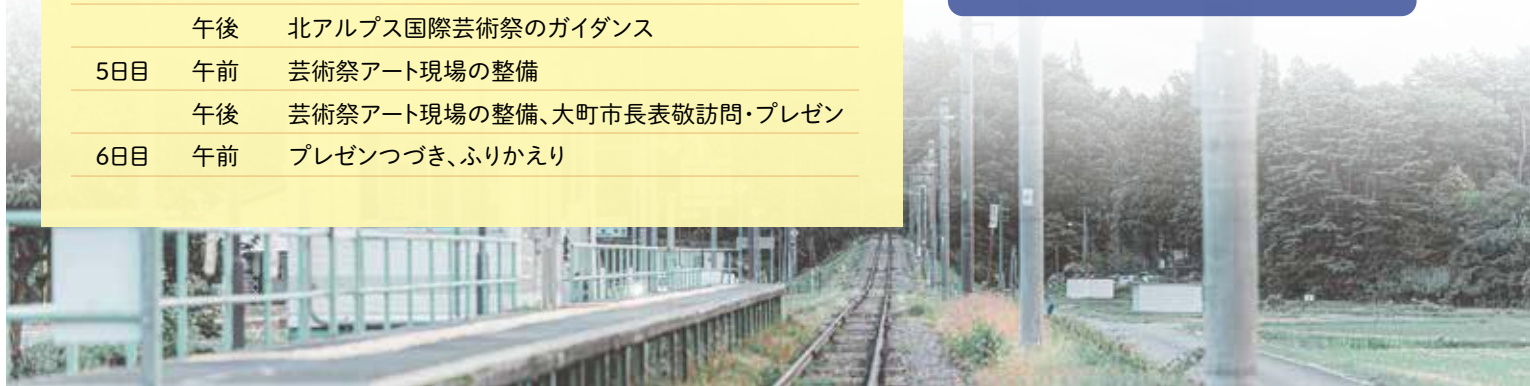 午後 北アルプス国際芸術祭のガイダンス
5日目 午前 芸術祭アート現場の整備
午後 芸術祭アート現場の整備、大町市長表敬訪問・プレゼン
6日目 午前 プレゼンつづき、ふりかえり